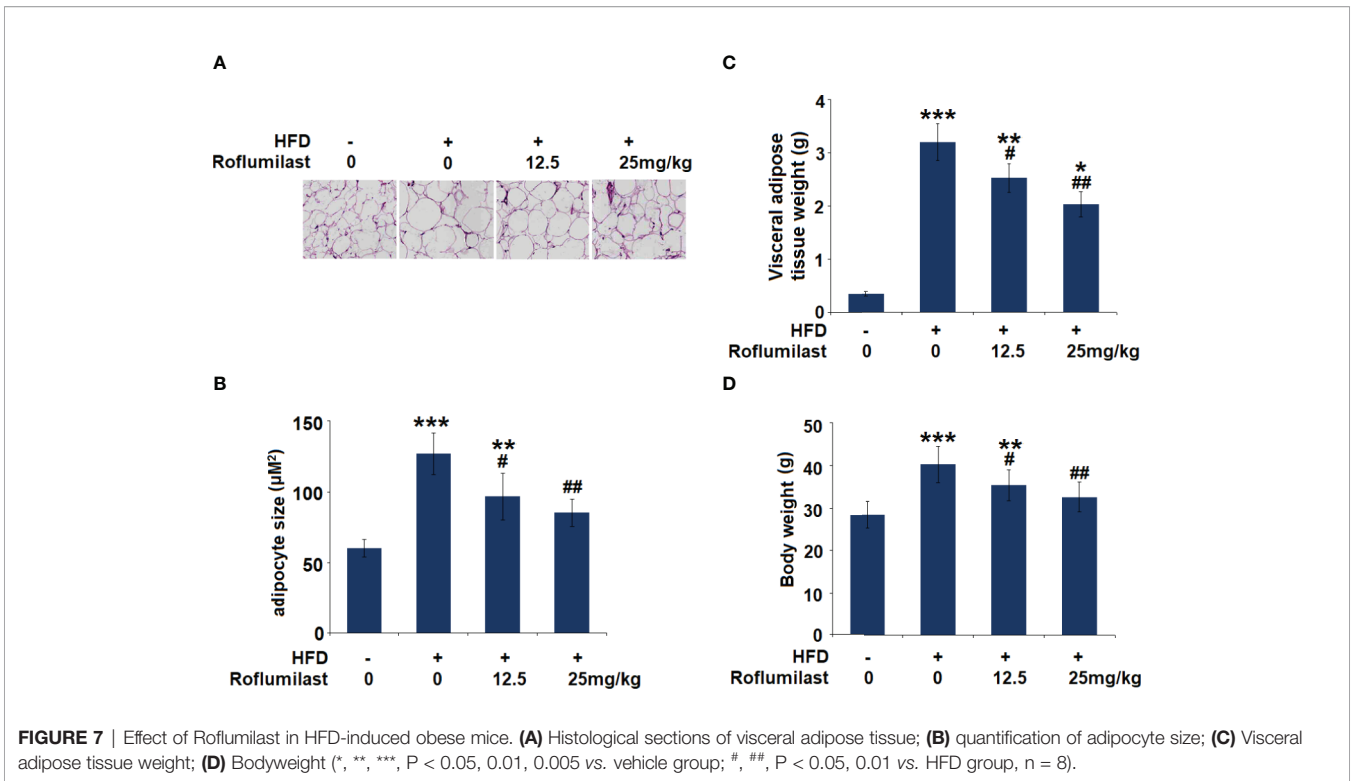 A
HFD - + + +
Roflumilast 0 0 12.5 25mg/kg
B
adipocyte size (µM²)
150
100
50
0
***
**
#
##
HFD - + + +
Roflumilast 0 0 12.5 25mg/kg
C
Visceral adipose
tissue weight (g)
4
3
2
1
0
***
**
#
*
##
HFD - + + +
Roflumilast 0 0 12.5 25mg/kg
D
Body weight (g)
50
40
30
20
10
0
***
**
#
##
HFD - + + +
Roflumilast 0 0 12.5 25mg/kg
FIGURE 7 | Effect of Roflumilast in HFD-induced obese mice. (A) Histological sections of visceral adipose tissue; (B) quantification of adipocyte size; (C) Visceral
adipose tissue weight; (D) Bodyweight (*, **, ***, P < 0.05, 0.01, 0.005 vs. vehicle group; #, ##, P < 0.05, 0.01 vs. HFD group, n = 8).